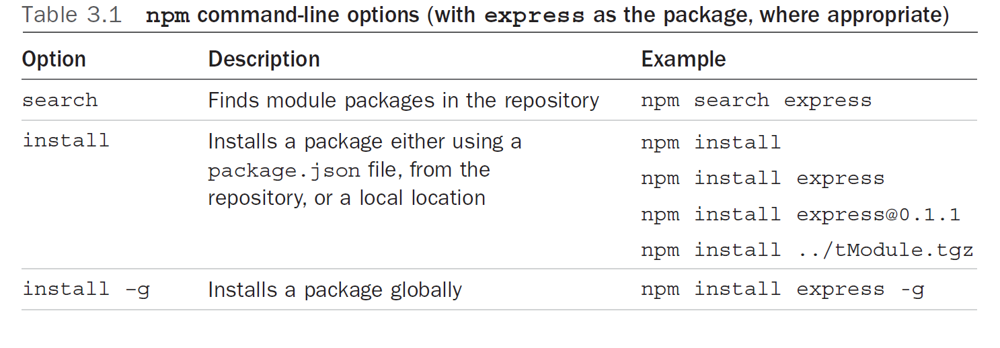 Table 3.1 npm command-line options (with express as the package, where appropriate)
Option Description Example
search Finds module packages in the repository npm search express
install Installs a package either using a npm install
package.json file, from the npm install express
repository, or a local location npm install express@0.1.1
npm install ../tModule.tgz
install –g Installs a package globally npm install express -g